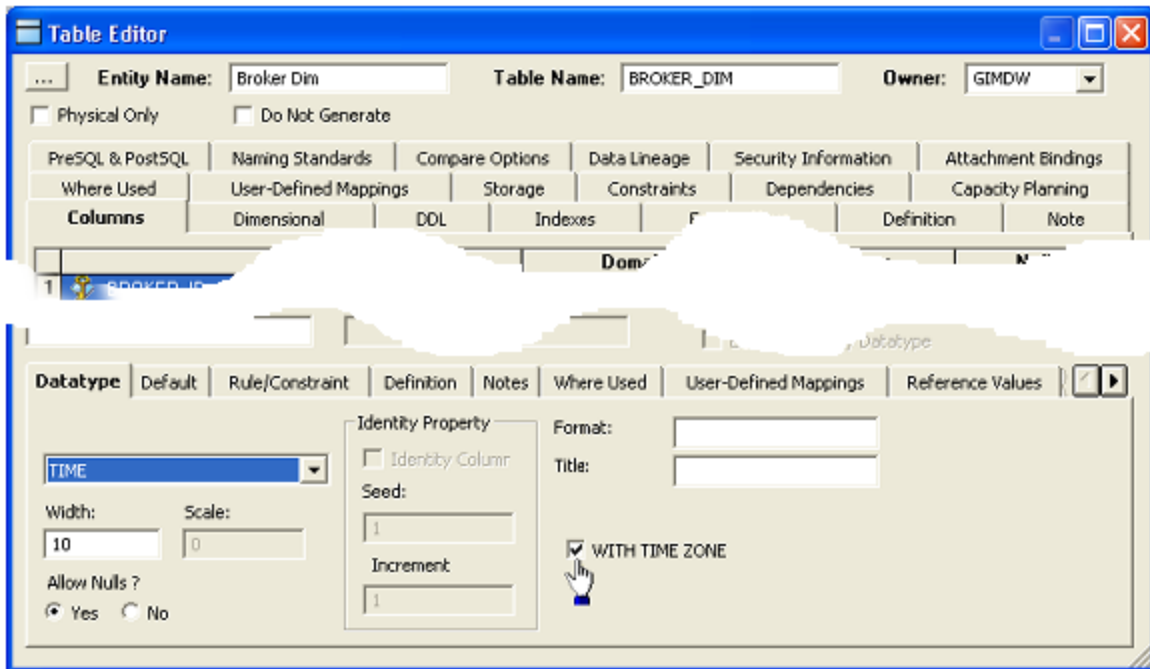 Table Editor
... Entity Name: Broker Dim Table Name: BROKER_DIM Owner: GIMDW
Physical Only Do Not Generate
PreSQL & PostSQL Naming Standards Compare Options Data Lineage Security Information Attachment Bindings
Where Used User-Defined Mappings Storage Constraints Dependencies Capacity Planning
Columns Dimensional DDL Indexes Definition Note
1
Datatype
Datatype Default Rule/Constraint Definition Notes Where Used User-Defined Mappings Reference Values
Identity Property
Format:
Identity Column
TIME
Title:
Seed:
Width: Scale:
1
10 0
WITH TIME ZONE
Increment
Allow Nulls ?
1
Yes No